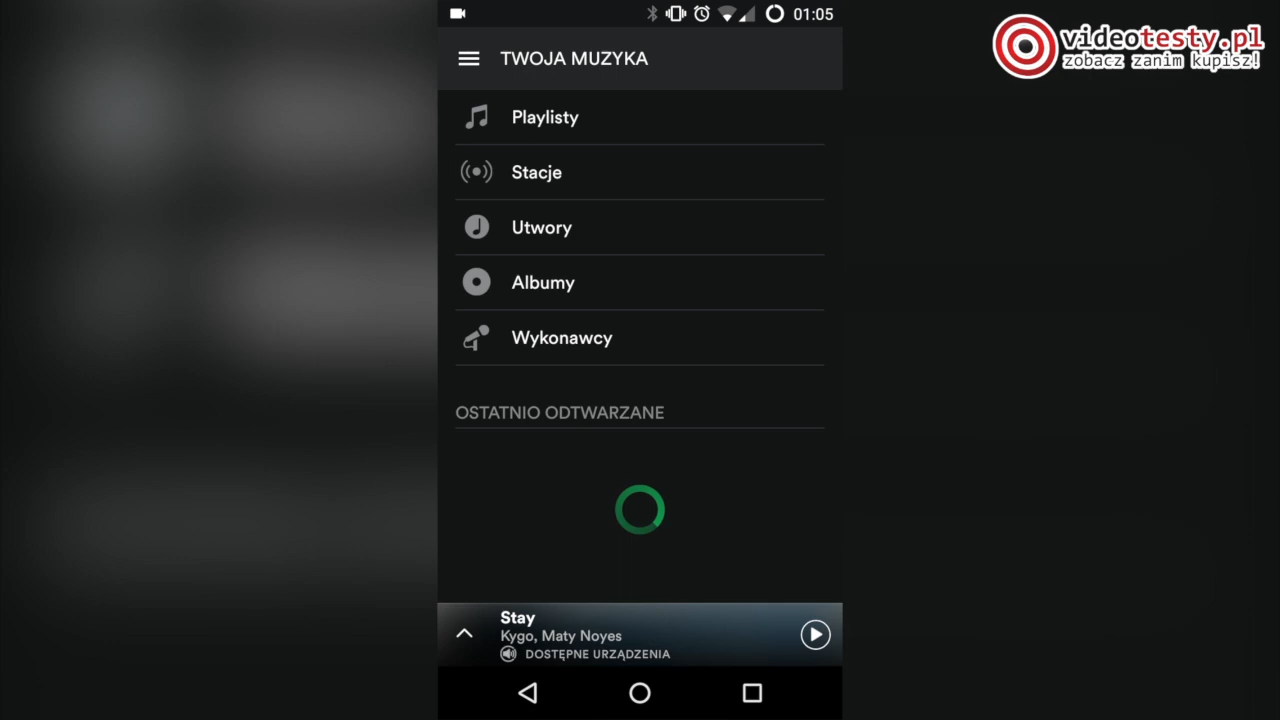 01:05
videotesty.pl
zobacz zanim kupisz!
TWOJA MUZYKA
Playlisty
Stacje
Utwory
Albumy
Wykonawcy
OSTATNIO ODTWARZANE
Stay
Kygo, Maty Noyes
DOSTĘPNE URZĄDZENIA